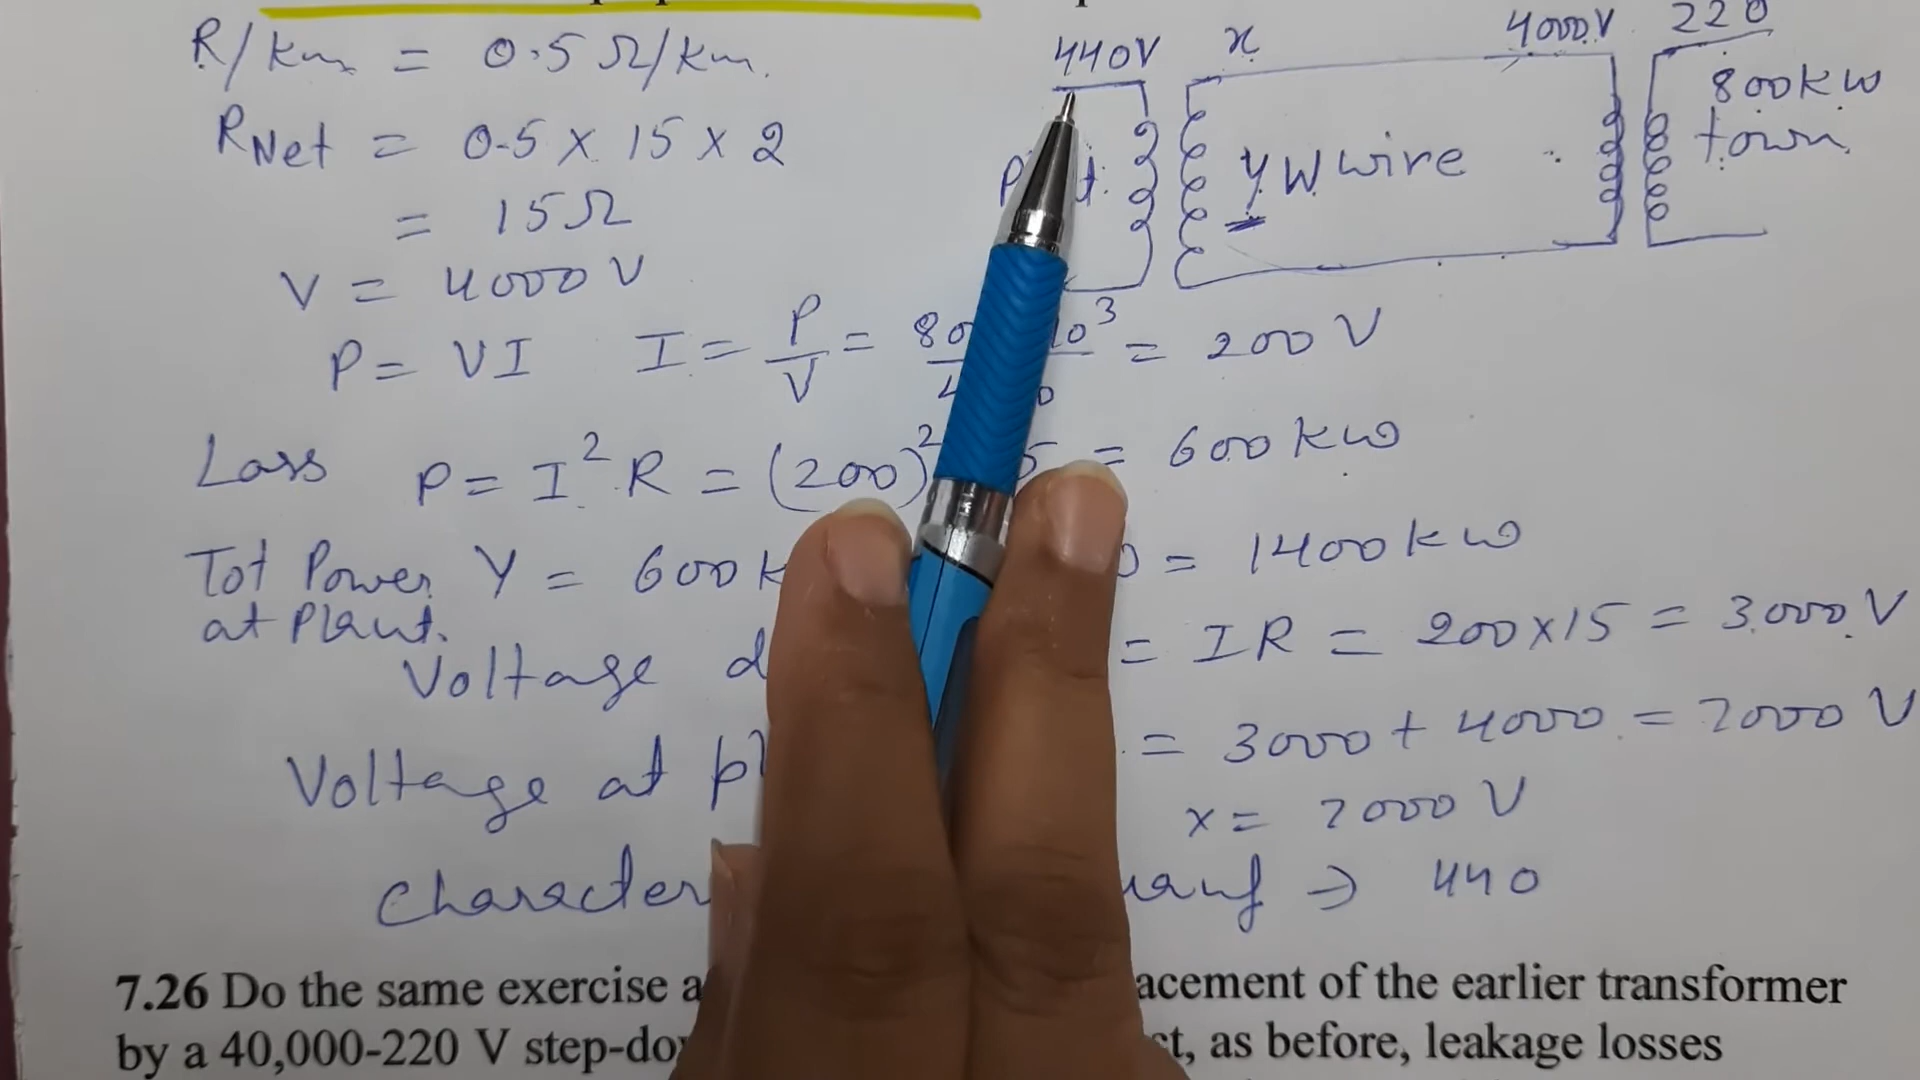 R/km = 0.5 Ω/km.
RNet = 0.5 x 15 x 2
= 15Ω
V = 4000 V
P = VI I = P/V = = 200 V
Loss P = I² R = (200)² = 600 kw
Tot Power Y = 600 k = 1400 kw
at Plant.
Voltage = IR = 200x15 = 3000 V
Voltage at = 3000 + 4000 = 7000 V
x = 7000 V
⇒ 440
440V x 4000V 220
800kw
YW wire town
7.26 Do the same exercise acement of the earlier transformer
by a 40,000-220 V step-do as before, leakage losses